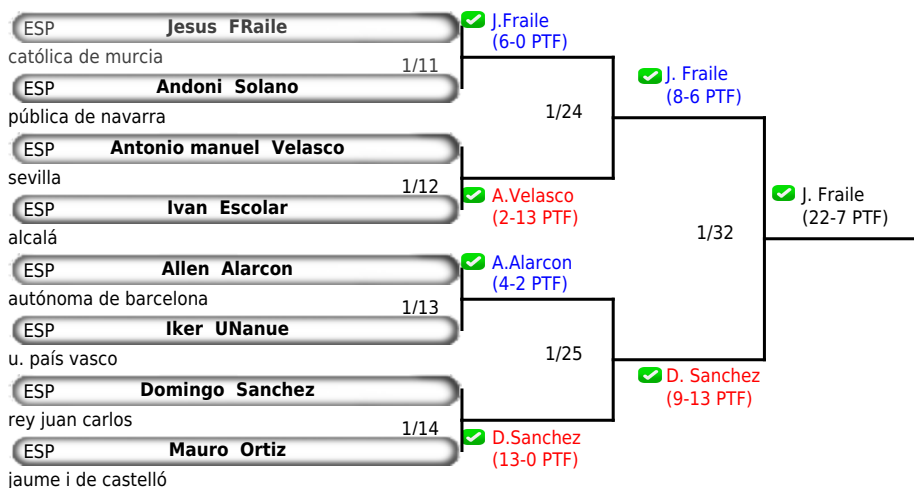 ESP Jesus FRaile
católica de murcia
1/11
ESP Andoni Solano
pública de navarra
ESP Antonio manuel Velasco
sevilla
1/12
ESP Ivan Escolar
alcalá
ESP Allen Alarcon
autónoma de barcelona
1/13
ESP Iker UNanue
u. país vasco
ESP Domingo Sanchez
rey juan carlos
1/14
ESP Mauro Ortiz
jaume i de castelló
J.Fraile
(6-0 PTF)
1/24
A.Velasco
(2-13 PTF)
A.Alarcon
(4-2 PTF)
1/25
D.Sanchez
(13-0 PTF)
J. Fraile
(8-6 PTF)
1/32
D. Sanchez
(9-13 PTF)
J. Fraile
(22-7 PTF)